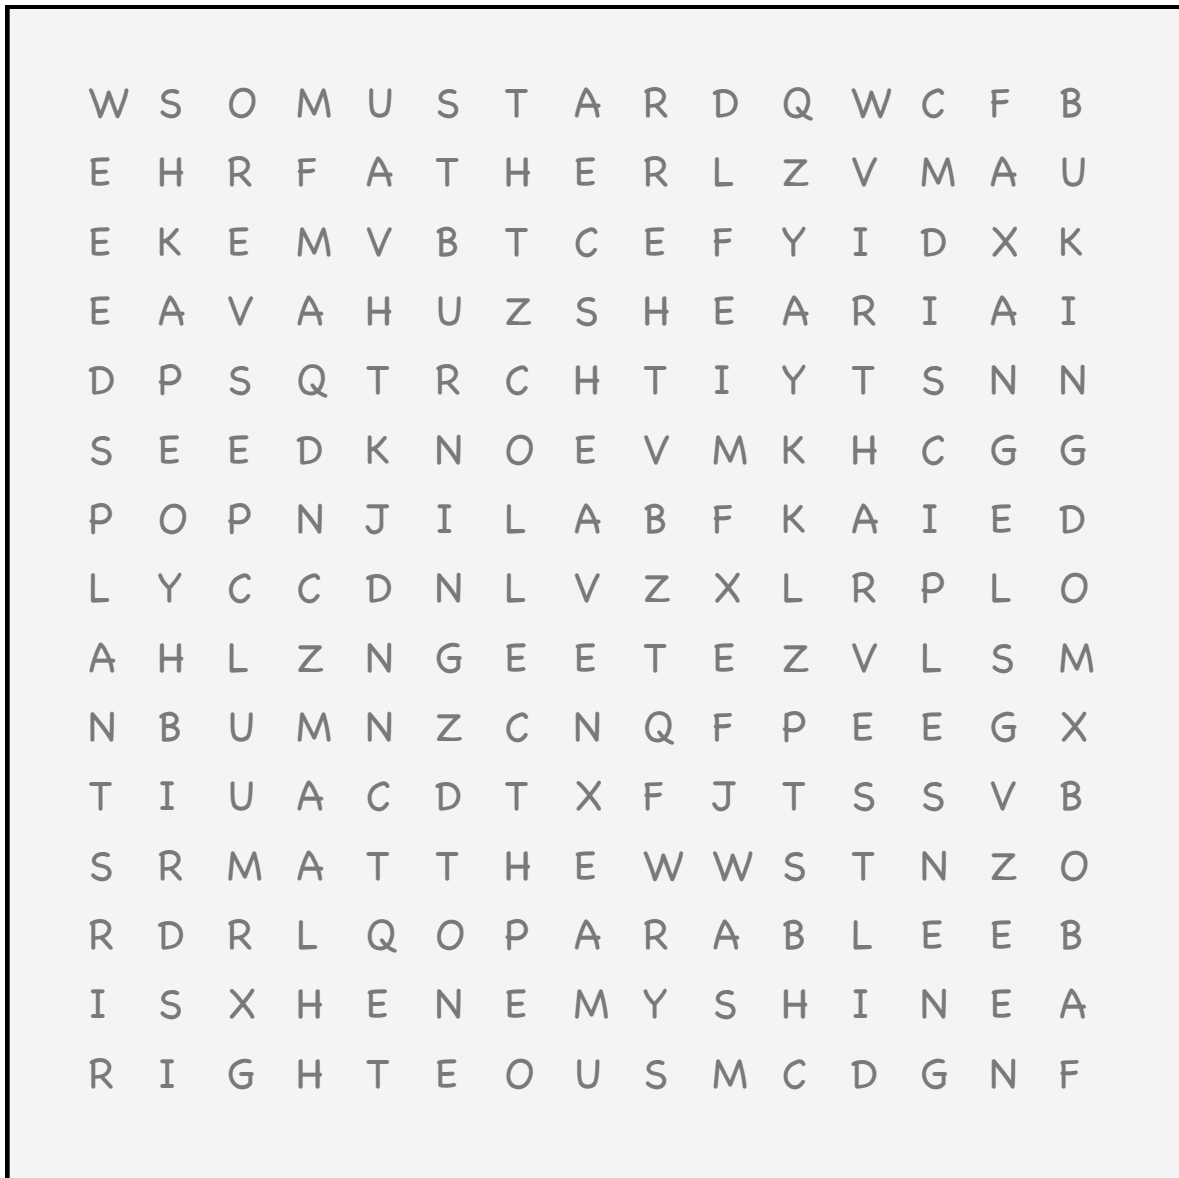 W S O M U S T A R D Q W C F B
E H R F A T H E R L Z V M A U
E K E M V B T C E F Y I D X K
E A V A H U Z S H E A R I A I
D P S Q T R C H T I Y T S N N
S E E D K N O E V M K H C G G
P O P N J I L A B F K A I E D
L Y C C D N L V Z X L R P L O
A H L Z N G E E T E Z V L S M
N B U M N Z C N Q F P E E G X
T I U A C D T X F J T S S V B
S R M A T T H E W W S T N Z O
R D R L Q O P A R A B L E E B
I S X H E N E M Y S H I N E A
R I G H T E O U S M C D G N F